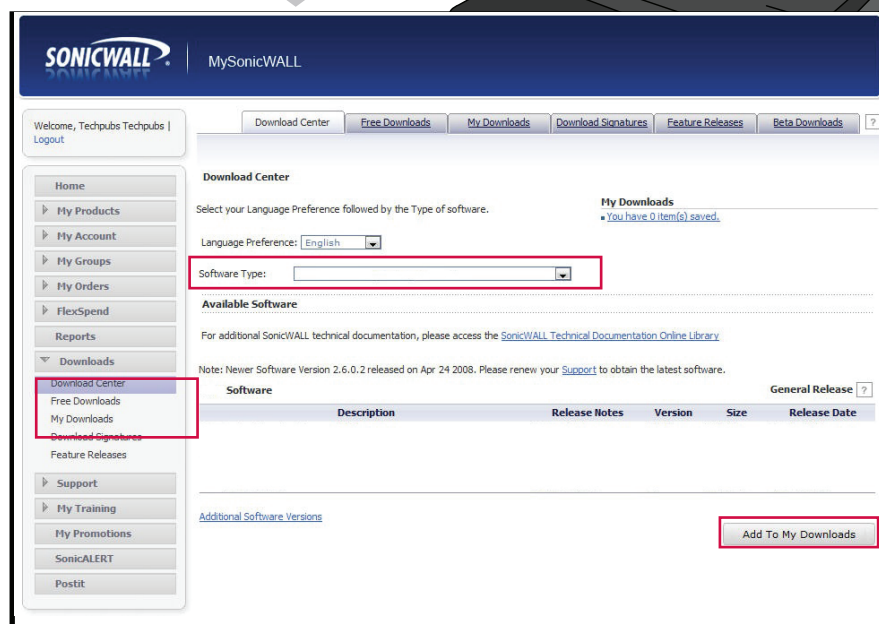 SONICWALL
MySonicWALL
Welcome, Techpubs Techpubs |
Logout
Download Center
Free Downloads
My Downloads
Download Signatures
Feature Releases
Beta Downloads
?
Home
My Products
My Account
My Groups
My Orders
FlexSpend
Reports
Downloads
Download Center
Free Downloads
My Downloads
Download Signatures
Feature Releases
Support
My Training
My Promotions
SonicALERT
Postit
Download Center
Select your Language Preference followed by the Type of software.
My Downloads
You have 0 item(s) saved.
Language Preference: English
Software Type:
Available Software
For additional SonicWALL technical documentation, please access the SonicWALL Technical Documentation Online Library
Note: Newer Software Version 2.6.0.2 released on Apr 24 2008. Please renew your Support to obtain the latest software.
Software
General Release ?
Description Release Notes Version Size Release Date
Additional Software Versions
Add To My Downloads